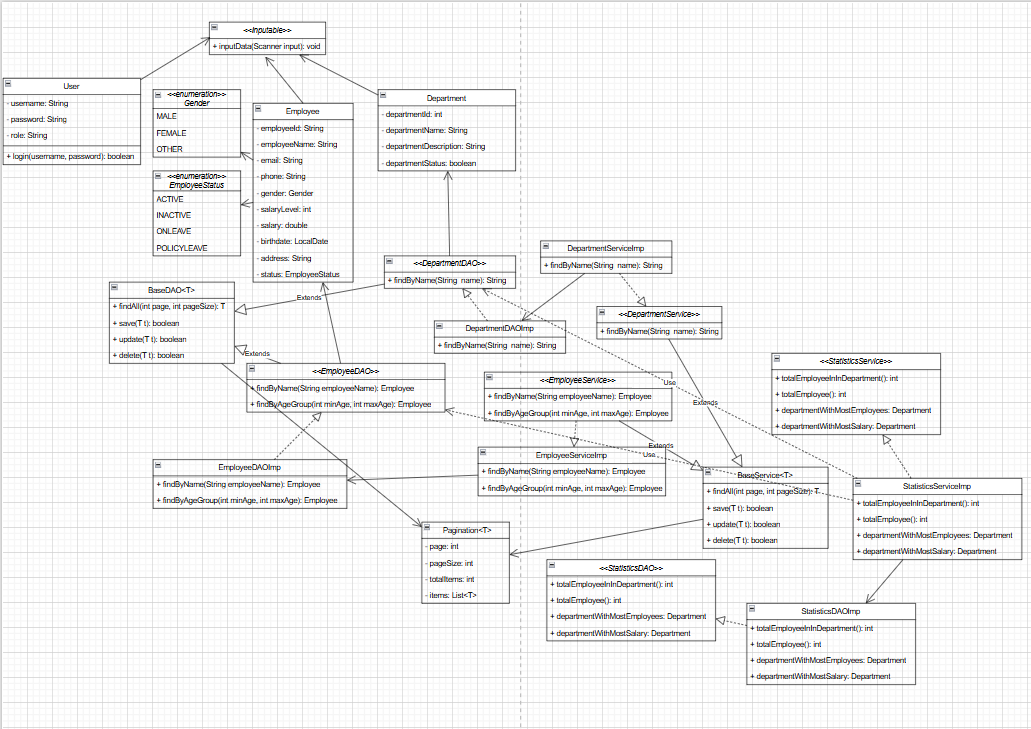 <<Inputable>>
+ inputData(Scanner input): void
User
- username: String
- password: String
- role: String
+ login(username, password): boolean
<<enumeration>>
Gender
MALE
FEMALE
OTHER
<<enumeration>>
EmployeeStatus
ACTIVE
INACTIVE
ONLEAVE
POLICYLEAVE
Employee
- employeeId: String
- employeeName: String
- email: String
- phone: String
- gender: Gender
- salaryLevel: int
- salary: double
- birthdate: LocalDate
- address: String
- status: EmployeeStatus
Department
- departmentId: int
- departmentName: String
- departmentDescription: String
- departmentStatus: boolean
<<DepartmentDAO>>
+ findByName(String name): String
DepartmentServiceImp
+ findByName(String name): String
BaseDAO<T>
+ findAll(int page, int pageSize): T
+ save(T t): boolean
+ update(T t): boolean
+ delete(T t): boolean
Extends
Extends
DepartmentDAOImp
+ findByName(String name): String
<<DepartmentService>>
+ findByName(String name): String
<<EmployeeDAO>>
+ findByName(String employeeName): Employee
+ findByAgeGroup(int minAge, int maxAge): Employee
<<EmployeeService>>
+ findByName(String employeeName): Employee
+ findByAgeGroup(int minAge, int maxAge): Employee
Use
Extends
<<StatisticsService>>
+ totalEmployeeInInDepartment(): int
+ totalEmployee(): int
+ departmentWithMostEmployees: Department
+ departmentWithMostSalary: Department
EmployeeDAOImp
+ findByName(String employeeName): Employee
+ findByAgeGroup(int minAge, int maxAge): Employee
EmployeeServiceImp
+ findByName(String employeeName): Employee
+ findByAgeGroup(int minAge, int maxAge): Employee
Extends
Use
BaseService<T>
+ findAll(int page, int pageSize): T
+ save(T t): boolean
+ update(T t): boolean
+ delete(T t): boolean
StatisticsServiceImp
+ totalEmployeeInInDepartment(): int
+ totalEmployee(): int
+ departmentWithMostEmployees: Department
+ departmentWithMostSalary: Department
Pagination<T>
- page: int
- pageSize: int
- totalItems: int
- items: List<T>
<<StatisticsDAO>>
+ totalEmployeeInInDepartment(): int
+ totalEmployee(): int
+ departmentWithMostEmployees: Department
+ departmentWithMostSalary: Department
StatisticsDAOImp
+ totalEmployeeInInDepartment(): int
+ totalEmployee(): int
+ departmentWithMostEmployees: Department
+ departmentWithMostSalary: Department